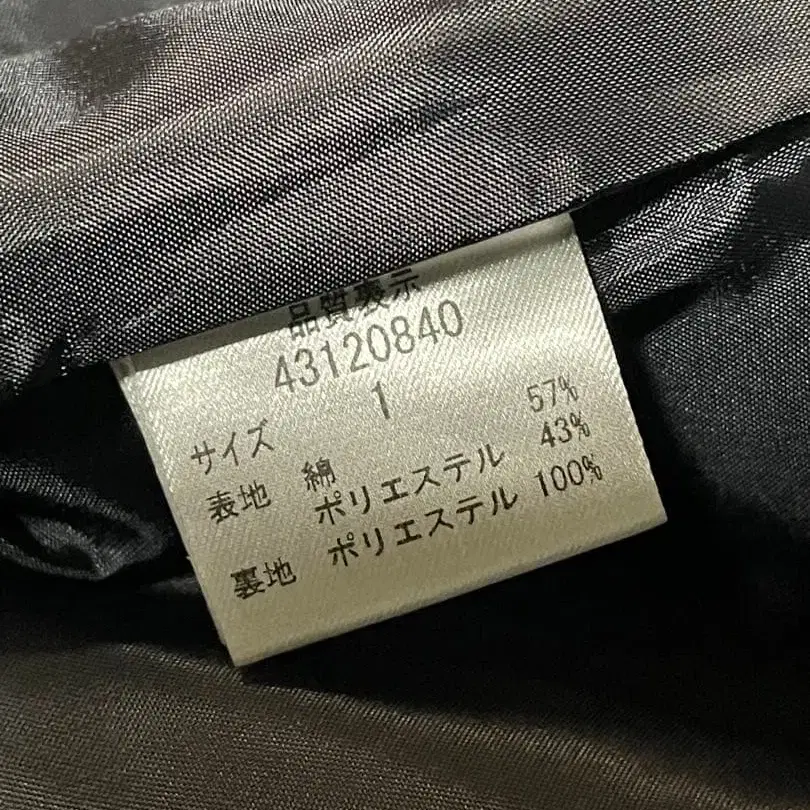 品質表示
43120840
サイズ 1
表地 綿 57%
ポリエステル 43%
裏地 ポリエステル 100%